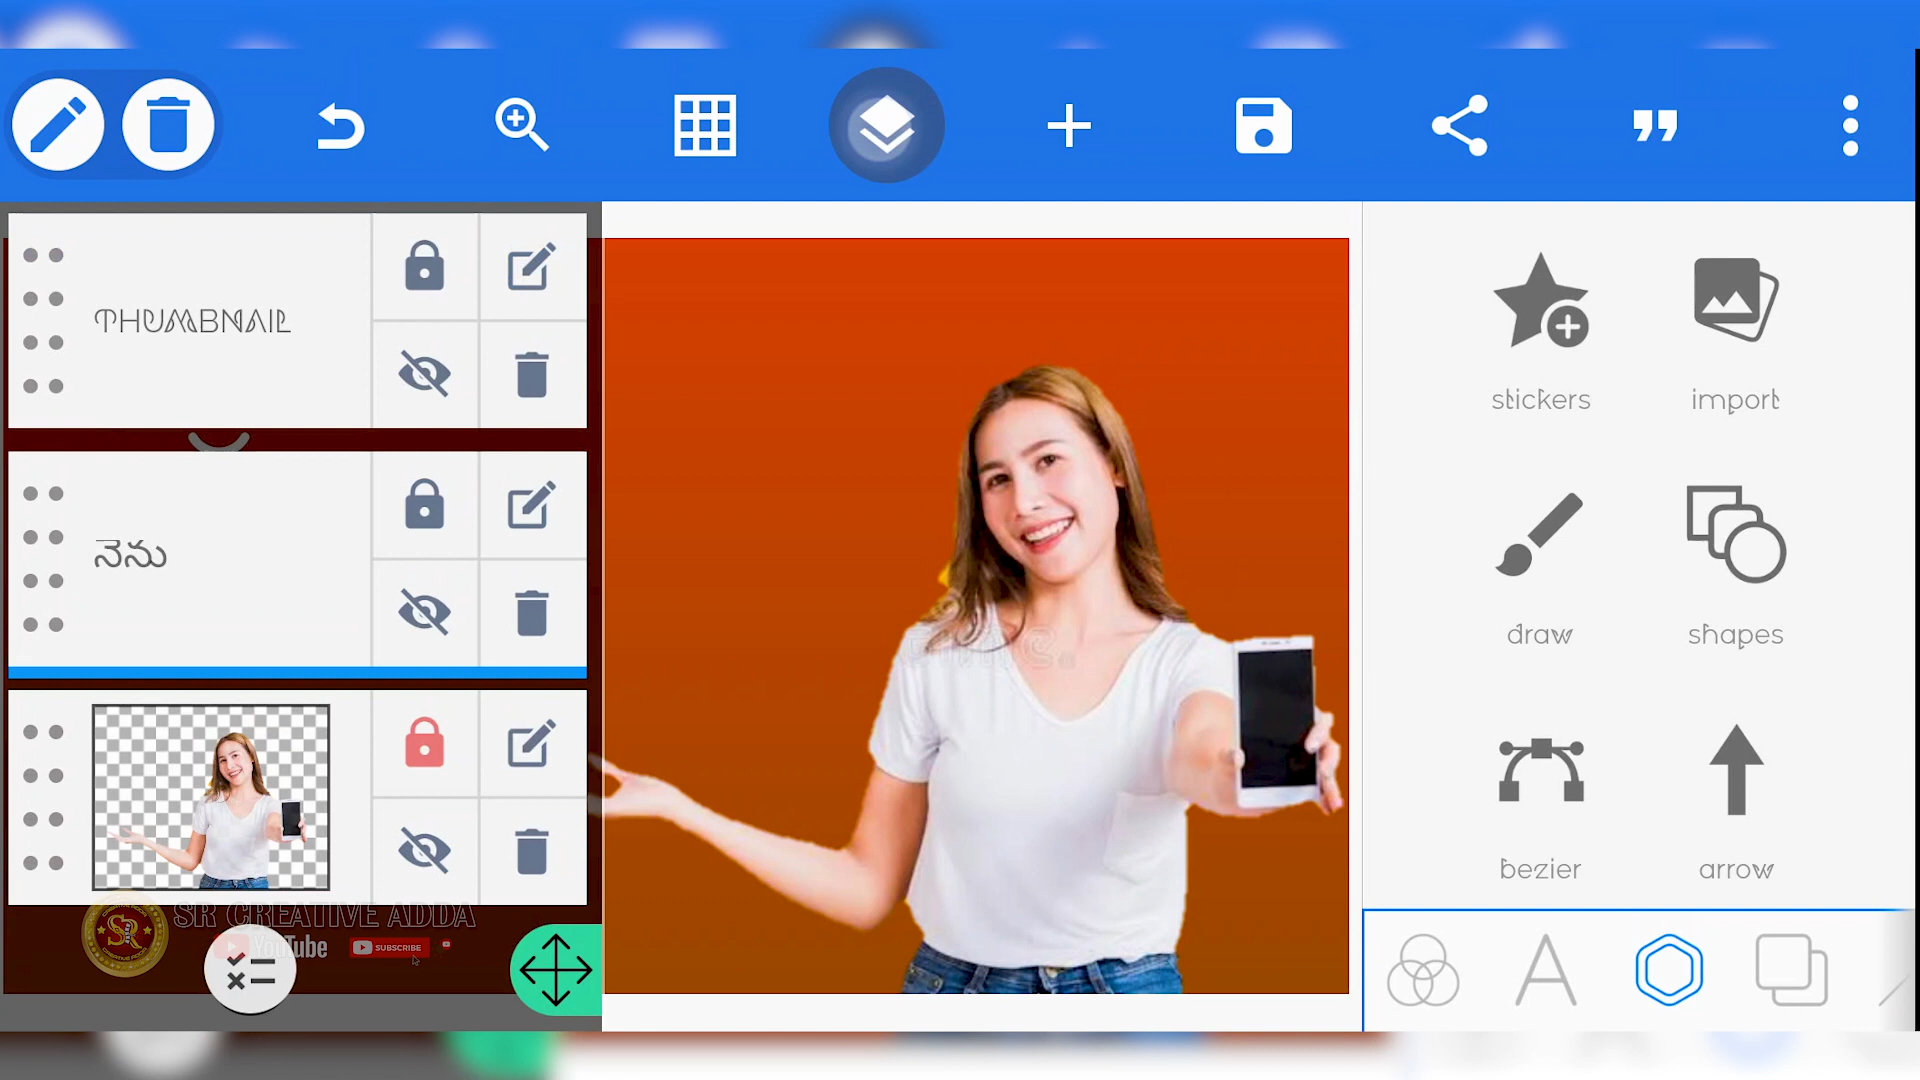 THUMBNAIL
నెను
SR CREATIVE ADDA
YouTube
SUBSCRIBE
stickers
import
draw
shapes
bezier
arrow